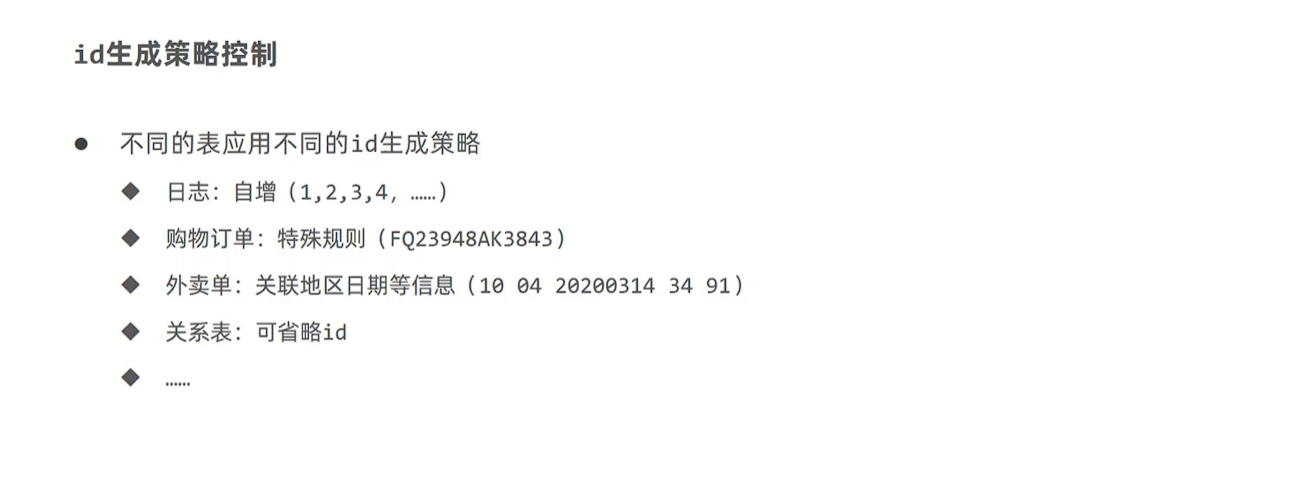 id生成策略控制
● 不同的表应用不同的id生成策略
◆ 日志：自增（1,2,3,4，……）
◆ 购物订单：特殊规则（FQ23948AK3843）
◆ 外卖单：关联地区日期等信息（10 04 20200314 34 91）
◆ 关系表：可省略id
◆ ……